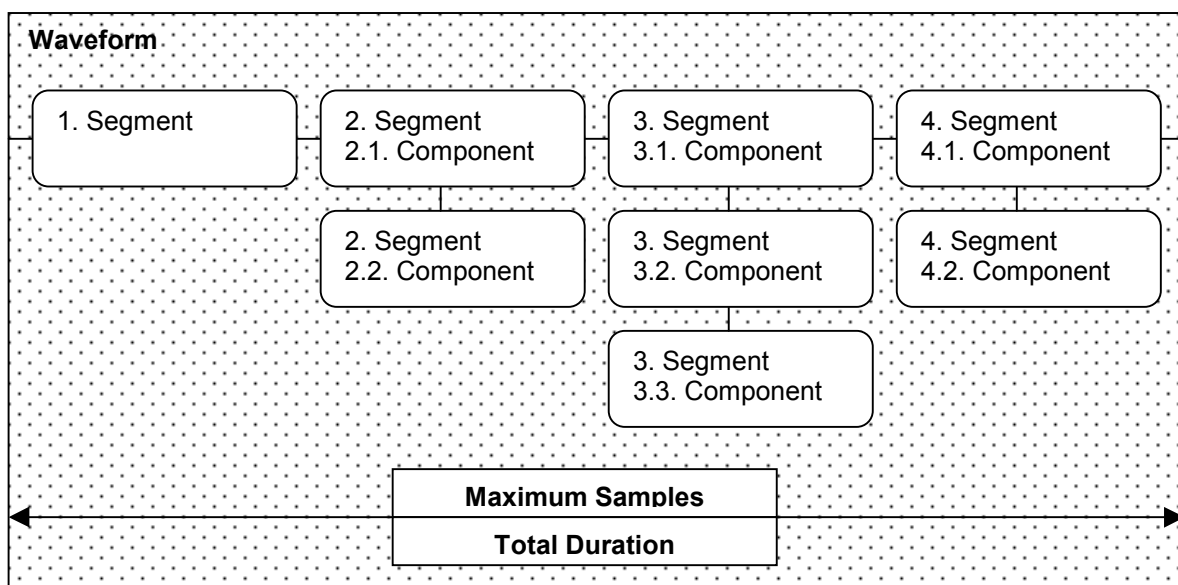 Waveform
1. Segment
2. Segment
2.1. Component
3. Segment
3.1. Component
4. Segment
4.1. Component
2. Segment
2.2. Component
3. Segment
3.2. Component
4. Segment
4.2. Component
3. Segment
3.3. Component
Maximum Samples
Total Duration